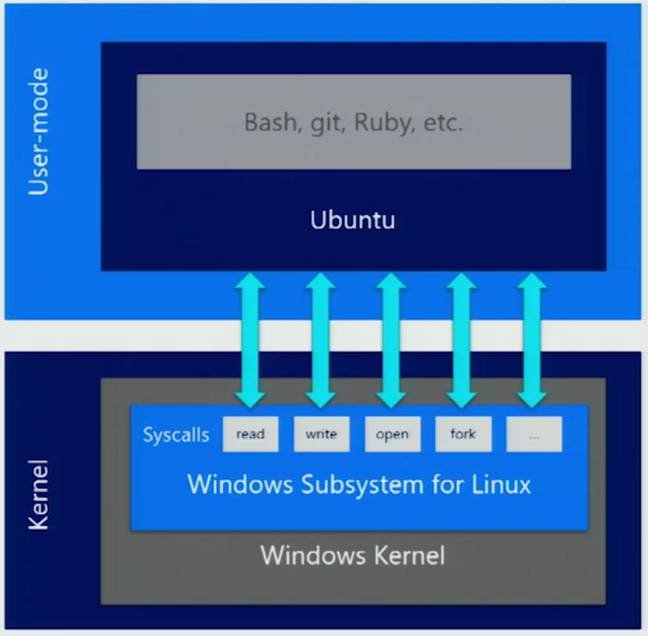 User-mode
Bash, git, Ruby, etc.
Ubuntu
Kernel
Syscalls read write open fork ...
Windows Subsystem for Linux
Windows Kernel